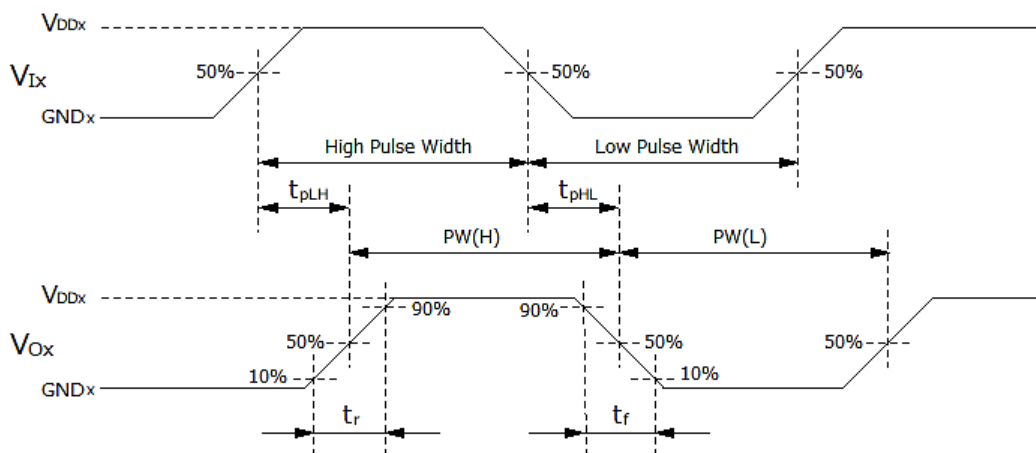 VDDx
50% 50% 50%
VIx
GNDx
High Pulse Width Low Pulse Width
tpLH tpHL
PW(H) PW(L)
VDDx
90% 90%
50% 50% 50%
VOx
10% 10%
GNDx
tr tf